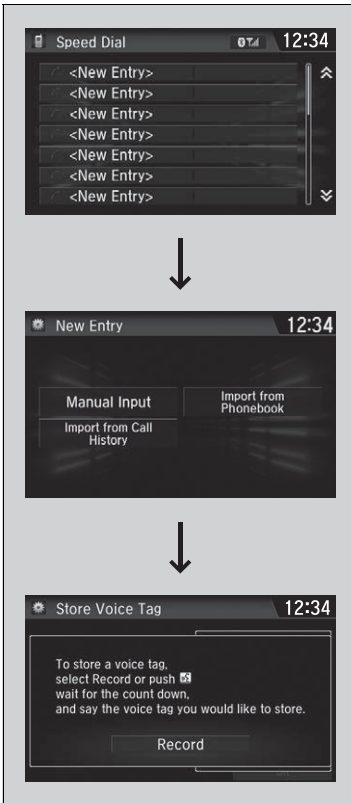 Speed Dial
12:34
<New Entry>
<New Entry>
<New Entry>
<New Entry>
<New Entry>
<New Entry>
<New Entry>
New Entry
12:34
Manual Input
Import from
Phonebook
Import from Call
History
Store Voice Tag
12:34
To store a voice tag,
select Record or push
wait for the count down,
and say the voice tag you would like to store.
Record